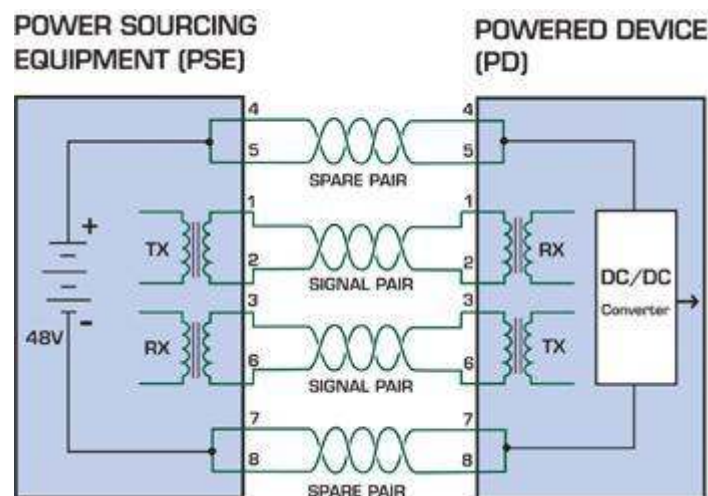 POWER SOURCING
EQUIPMENT (PSE)
POWERED DEVICE
(PD)
4
5
SPARE PAIR
4
5
1
2
SIGNAL PAIR
1
2
TX
RX
3
6
SIGNAL PAIR
3
6
RX
TX
+
-
48V
DC/DC
Converter
7
8
SPARE PAIR
7
8